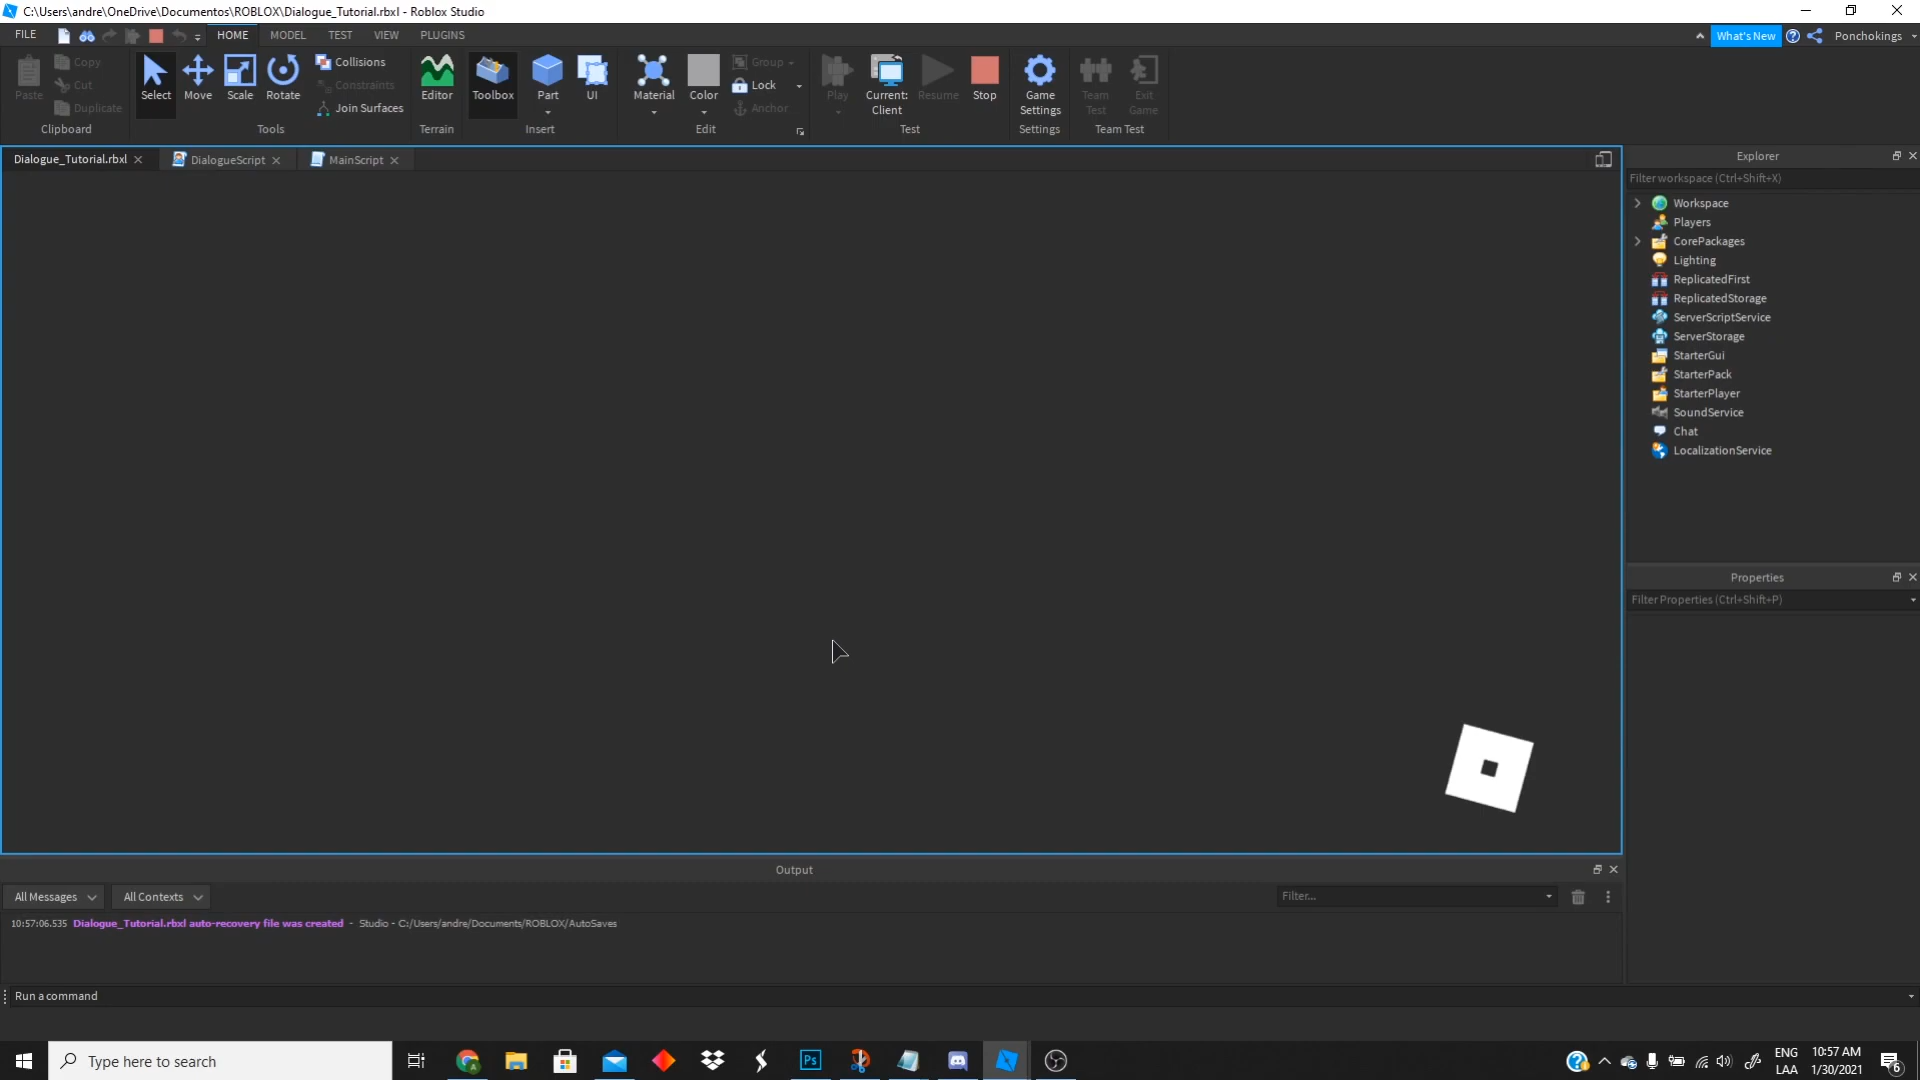 C:\Users\andre\OneDrive\Documentos\ROBLOX\Dialogue_Tutorial.rbxl - Roblox Studio
FILE HOME MODEL TEST VIEW PLUGINS What's New Ponchokings
Paste Copy Cut Duplicate
Clipboard
Select Move Scale Rotate Collisions Constraints Join Surfaces
Tools
Editor
Terrain
Toolbox Part UI
Insert
Material Color Group Lock Anchor
Edit
Play Current: Client Resume Stop
Test
Game Settings
Settings
Team Test Exit Game
Team Test
Dialogue_Tutorial.rbxl DialogueScript MainScript
Explorer
Filter workspace (Ctrl+Shift+X)
Workspace
Players
CorePackages
Lighting
ReplicatedFirst
ReplicatedStorage
ServerScriptService
ServerStorage
StarterGui
StarterPack
StarterPlayer
SoundService
Chat
LocalizationService
Properties
Filter Properties (Ctrl+Shift+P)
Output
All Messages All Contexts Filter...
10:57:06.535 Dialogue_Tutorial.rbxl auto-recovery file was created - Studio - C:/Users/andre/Documents/ROBLOX/AutoSaves
Run a command
Type here to search
Ps
ENG 10:57 AM
LAA 1/30/2021
6